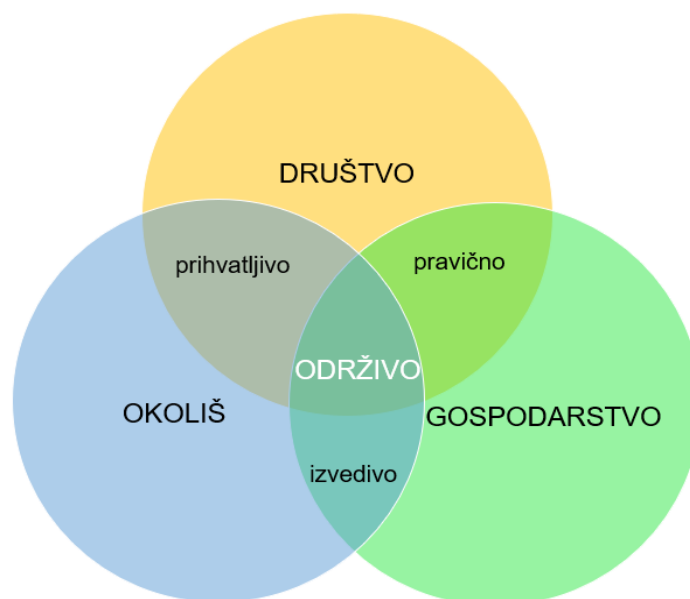 DRUŠTVO
prihvatljivo
pravično
ODRŽIVO
OKOLIŠ
GOSPODARSTVO
izvedivo